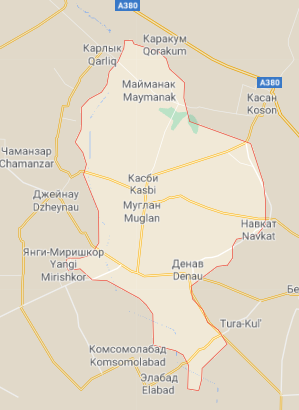 A380
Каракум
Qorakum
Карлык
Qarliq
Майманак
Maymanak
A380
Касан
Koson
Чаманзар
Chamanzar
Касби
Kasbi
Джейнау
Dzheynau
Муглан
Muglan
Навкат
Navkat
Янги-Миришкор
Yangi
Mirishkor
Денав
Denau
Бе
Tura-Kul'
Комсомолабад
Komsomolabad
Элабад
Elabad